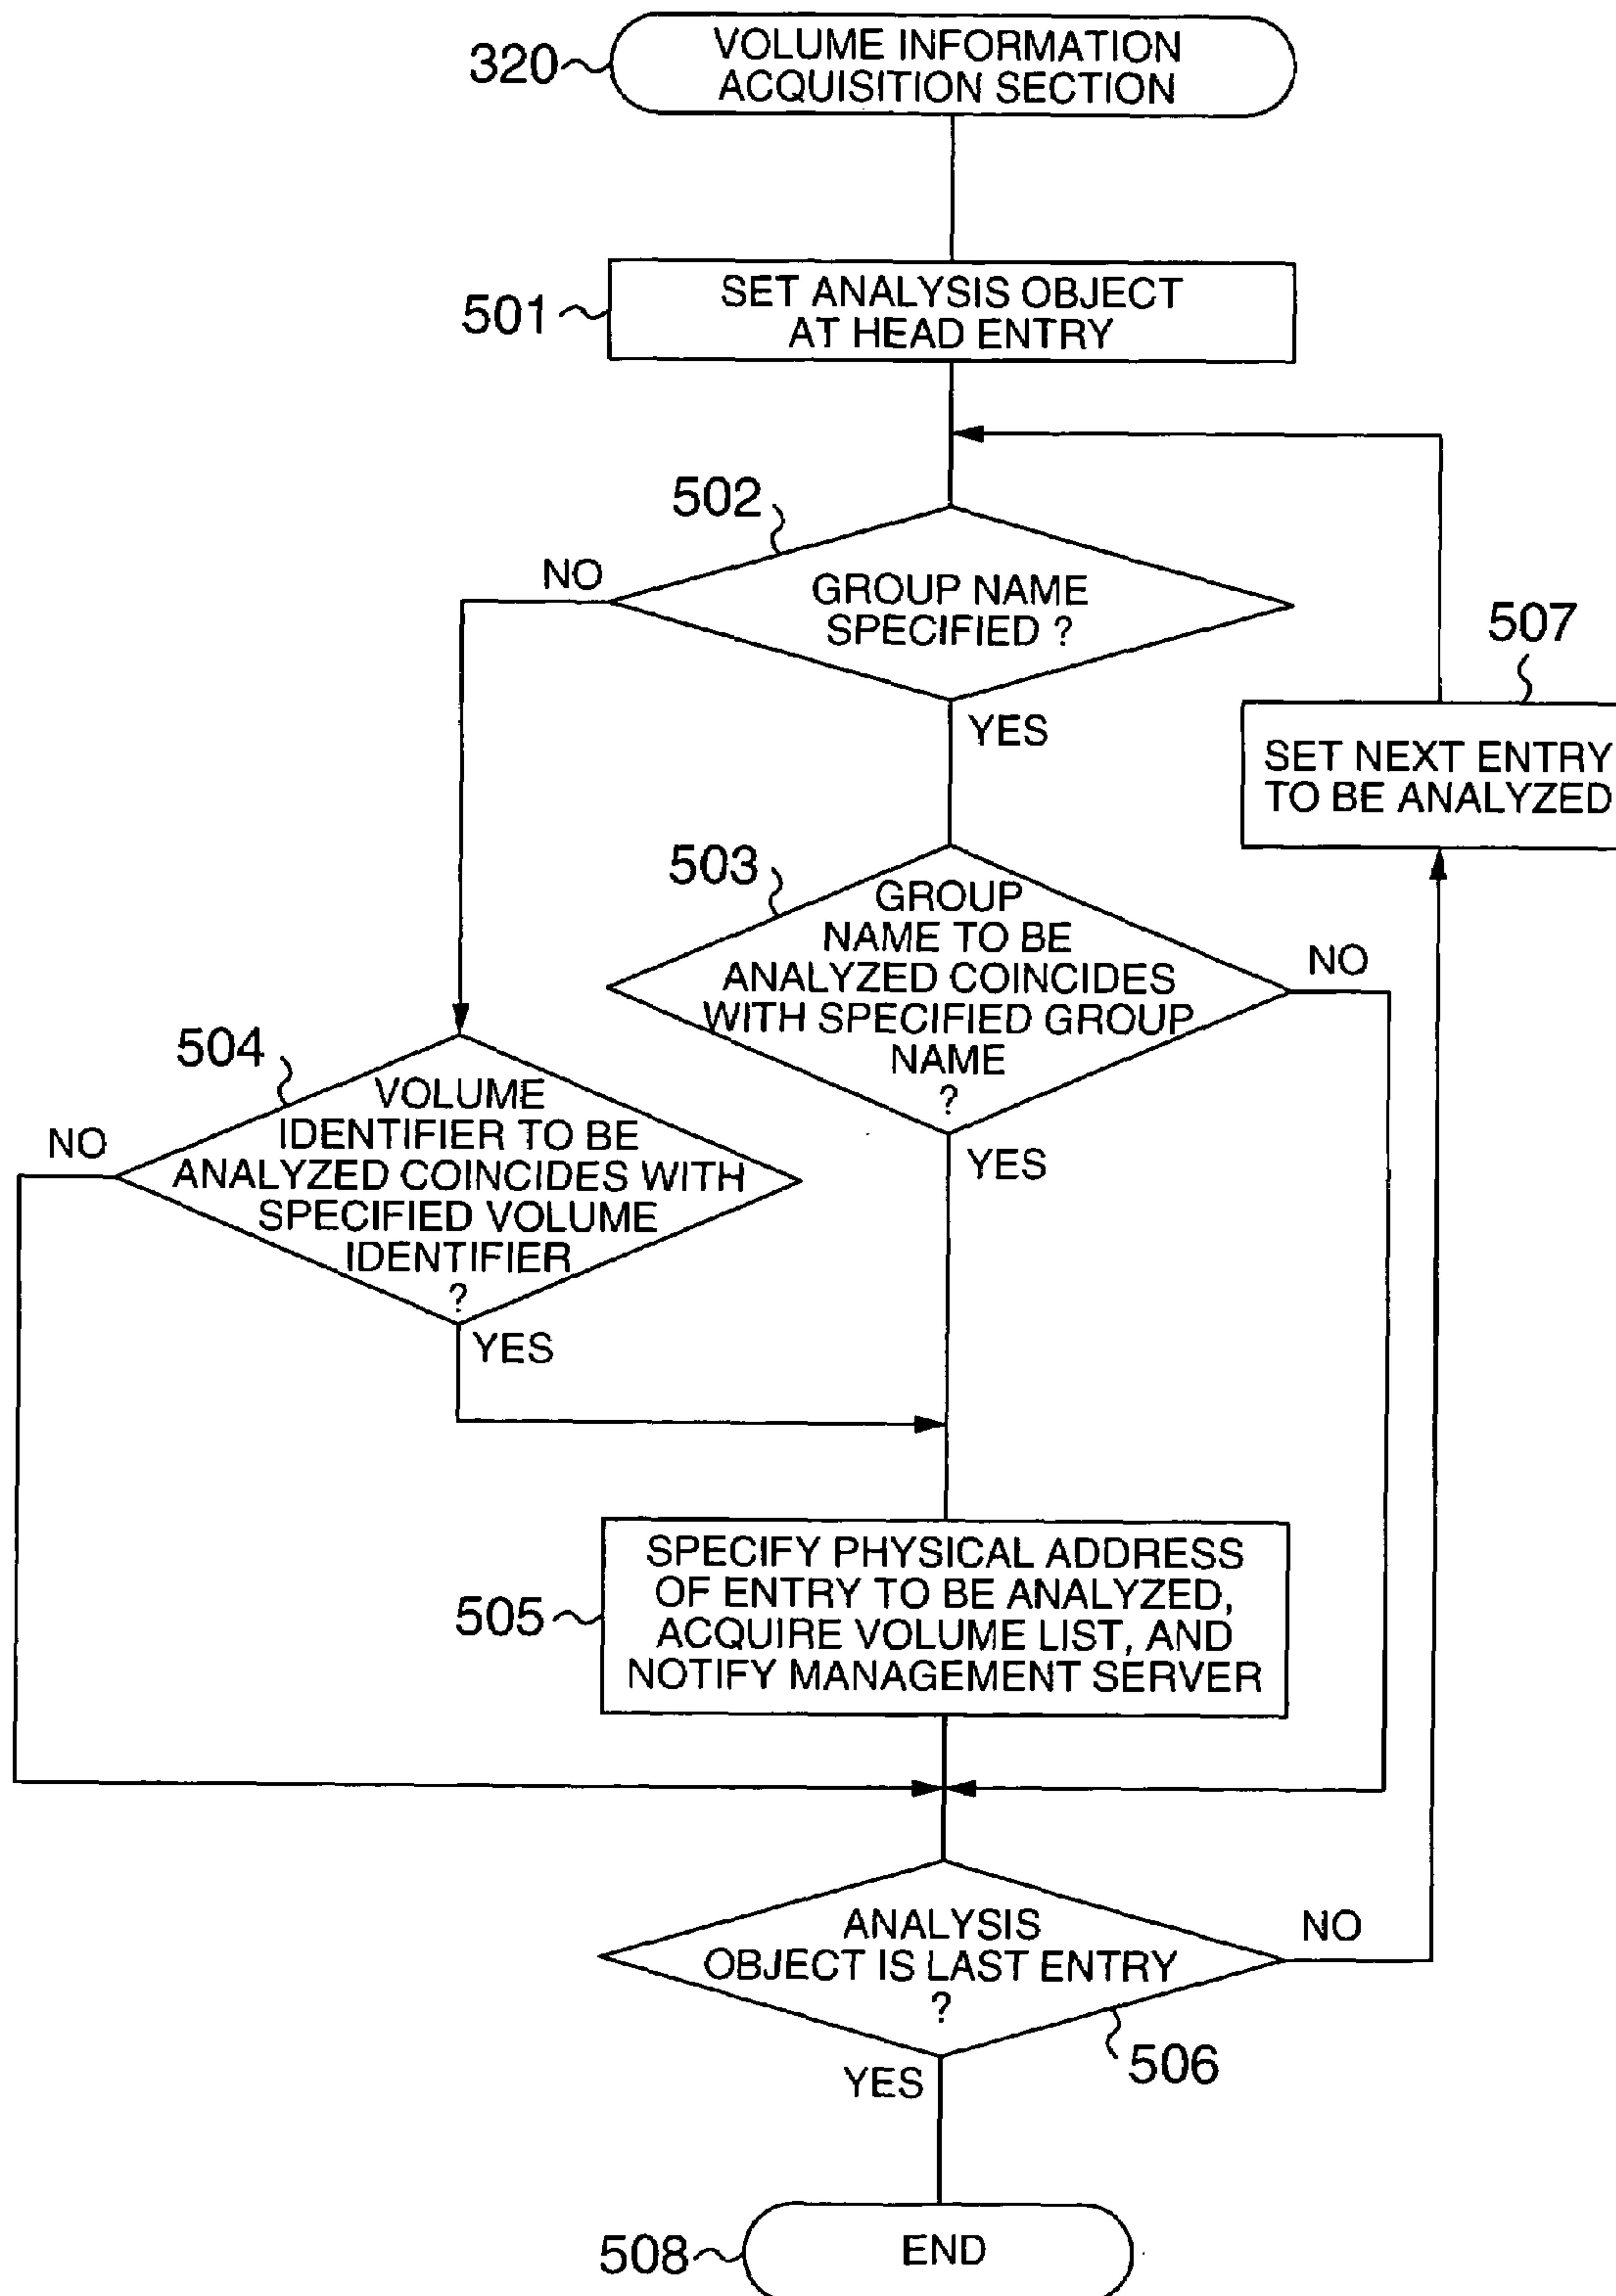 320
VOLUME INFORMATION
ACQUISITION SECTION
501
SET ANALYSIS OBJECT
AT HEAD ENTRY
502
NO
GROUP NAME
SPECIFIED ?
YES
507
SET NEXT ENTRY
TO BE ANALYZED
503
GROUP
NAME TO BE
ANALYZED COINCIDES
WITH SPECIFIED GROUP
NAME
?
NO
YES
504
VOLUME
IDENTIFIER TO BE
ANALYZED COINCIDES WITH
SPECIFIED VOLUME
IDENTIFIER
?
NO
YES
505
SPECIFY PHYSICAL ADDRESS
OF ENTRY TO BE ANALYZED,
ACQUIRE VOLUME LIST, AND
NOTIFY MANAGEMENT SERVER
ANALYSIS
OBJECT IS LAST ENTRY
?
NO
506
YES
508
END